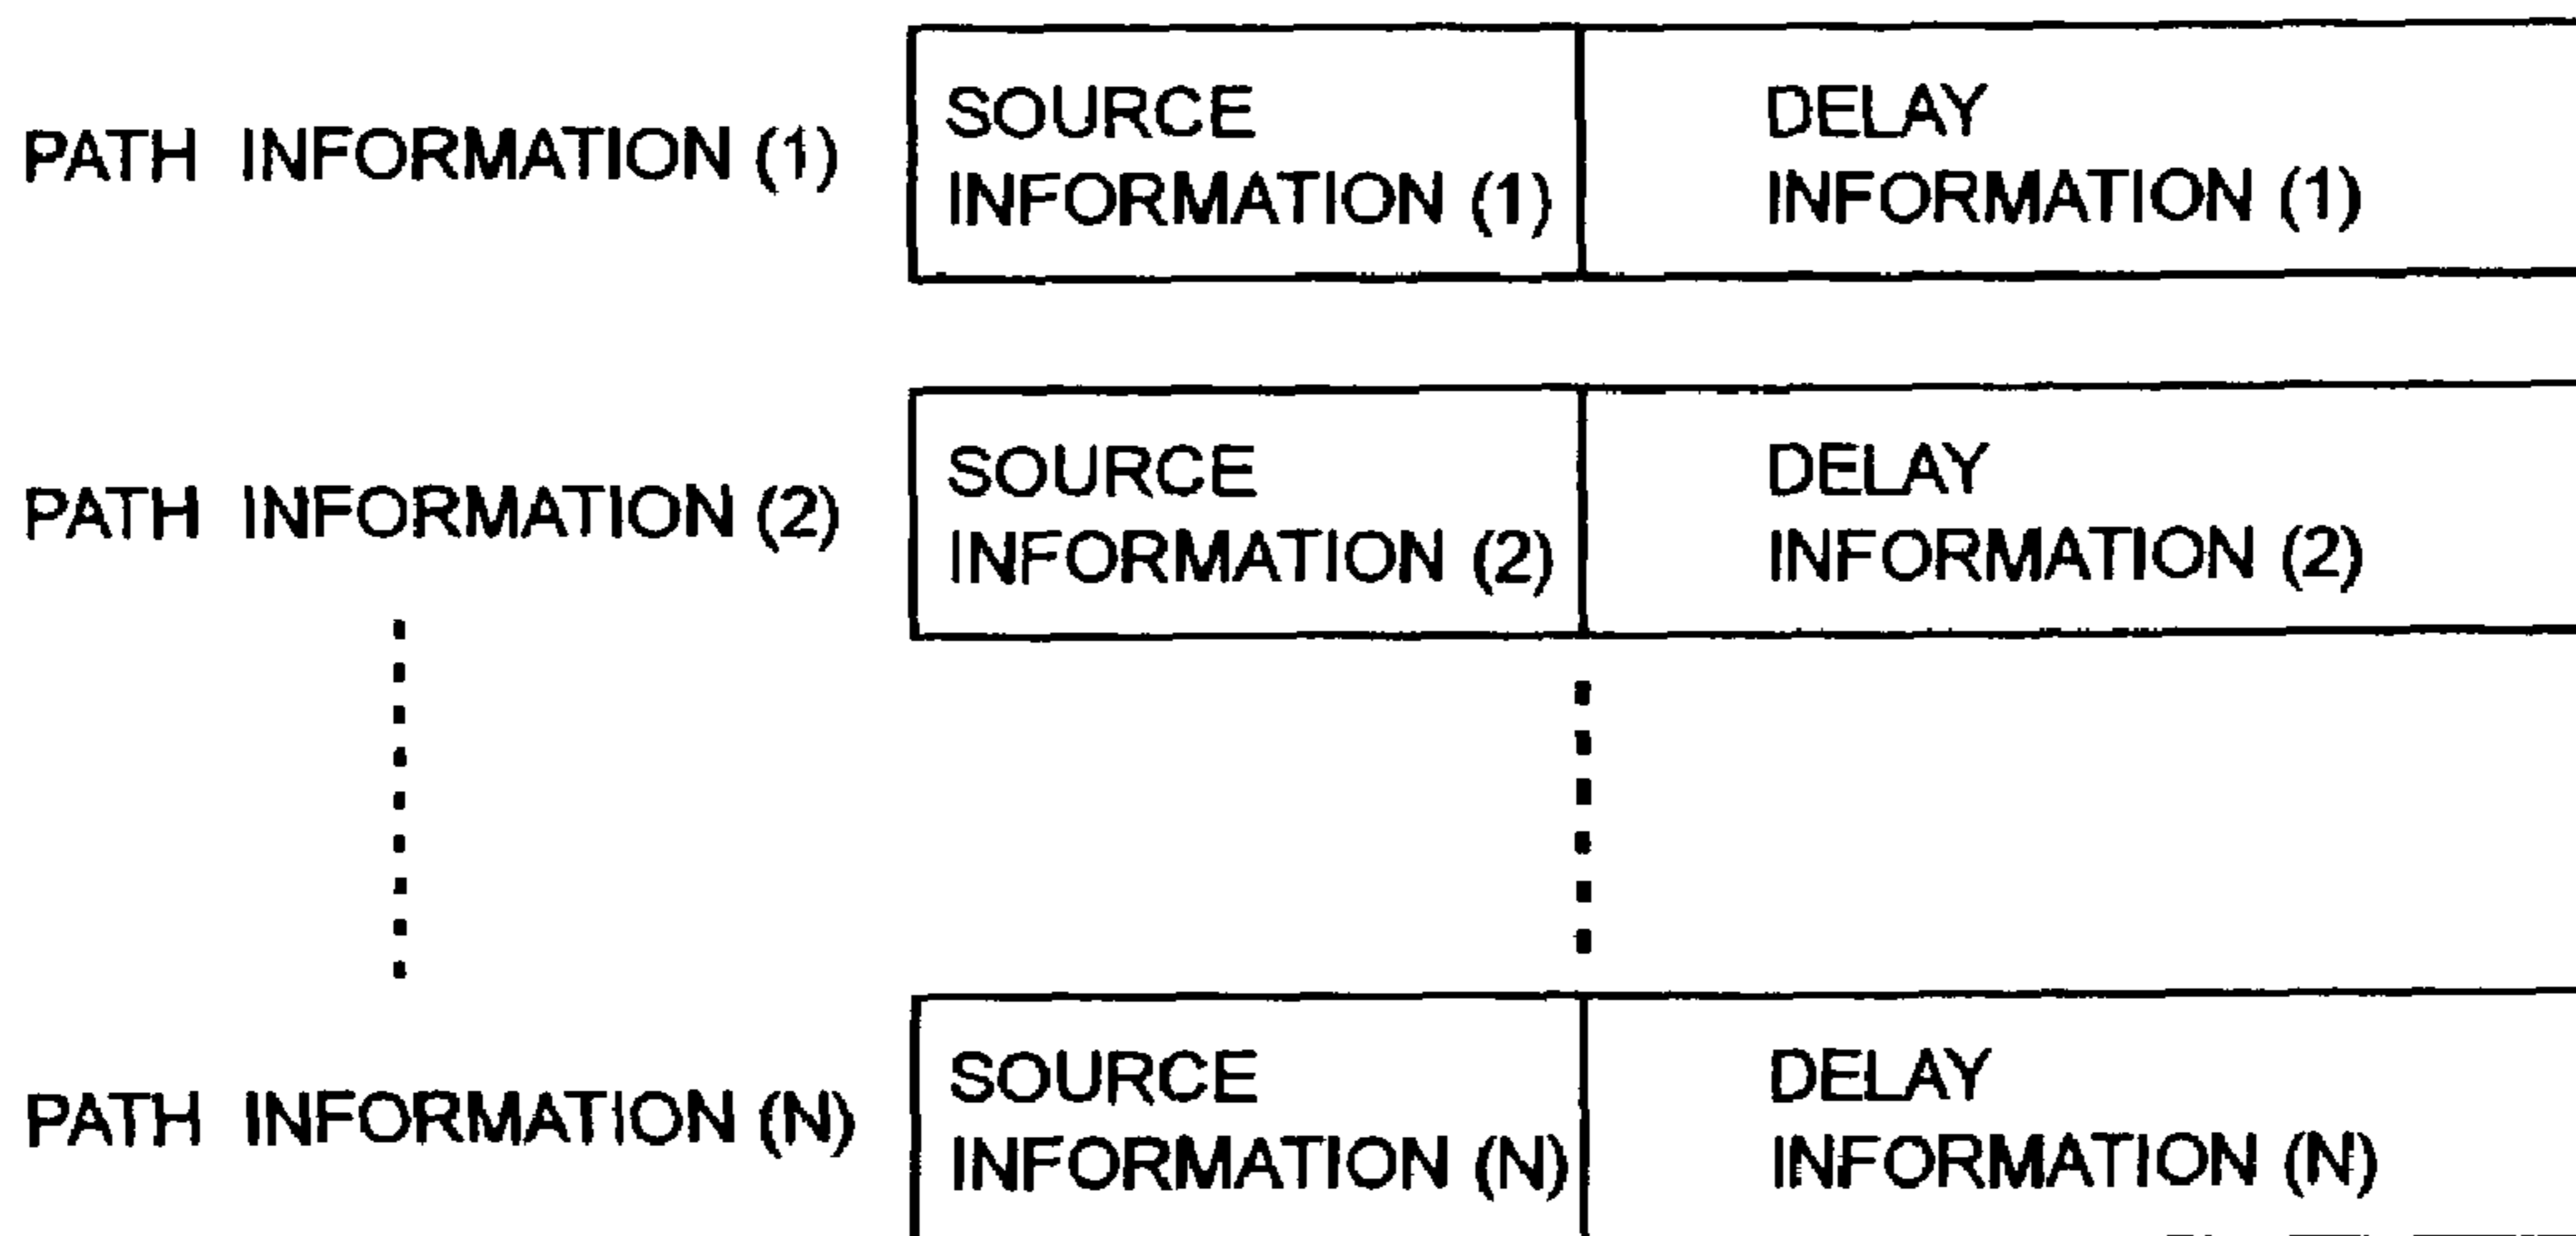 PATH INFORMATION (1)
SOURCE
INFORMATION (1)
DELAY
INFORMATION (1)
PATH INFORMATION (2)
SOURCE
INFORMATION (2)
DELAY
INFORMATION (2)
PATH INFORMATION (N)
SOURCE
INFORMATION (N)
DELAY
INFORMATION (N)